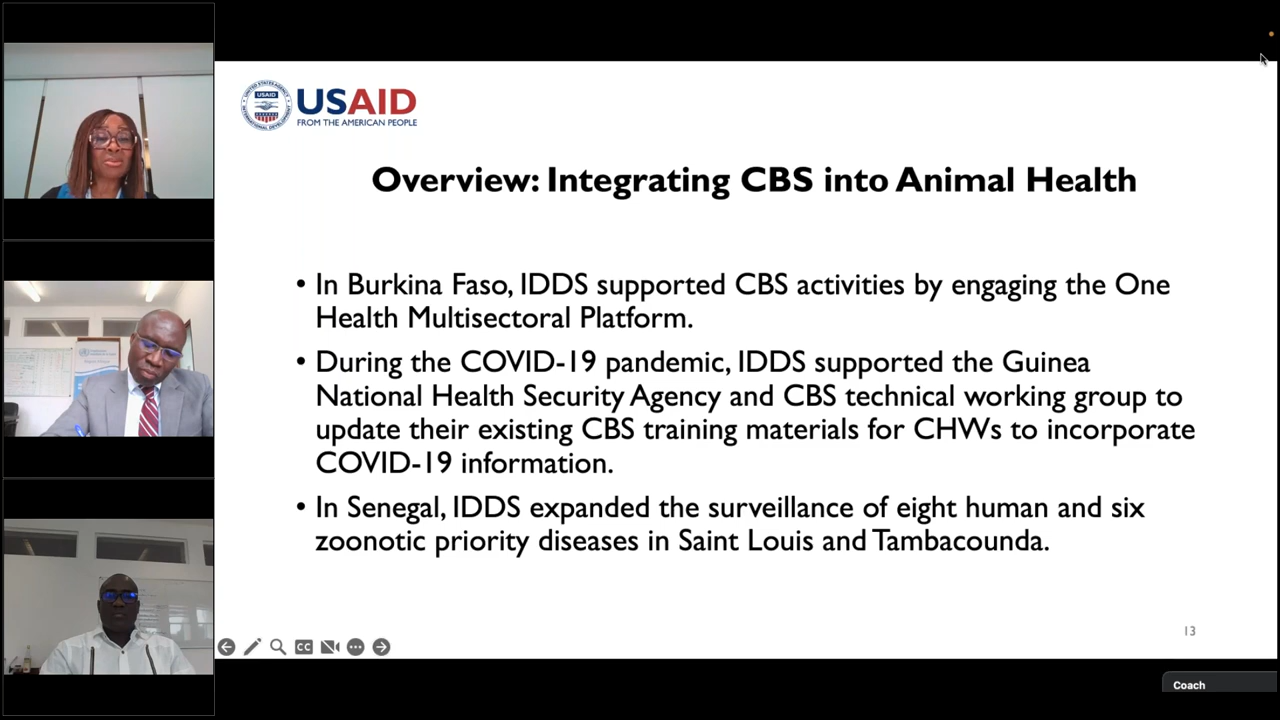 USAID
FROM THE AMERICAN PEOPLE
Overview: Integrating CBS into Animal Health
• In Burkina Faso, IDDS supported CBS activities by engaging the One
Health Multisectoral Platform.
• During the COVID-19 pandemic, IDDS supported the Guinea
National Health Security Agency and CBS technical working group to
update their existing CBS training materials for CHWs to incorporate
COVID-19 information.
• In Senegal, IDDS expanded the surveillance of eight human and six
zoonotic priority diseases in Saint Louis and Tambacounda.
13
CC
Coach